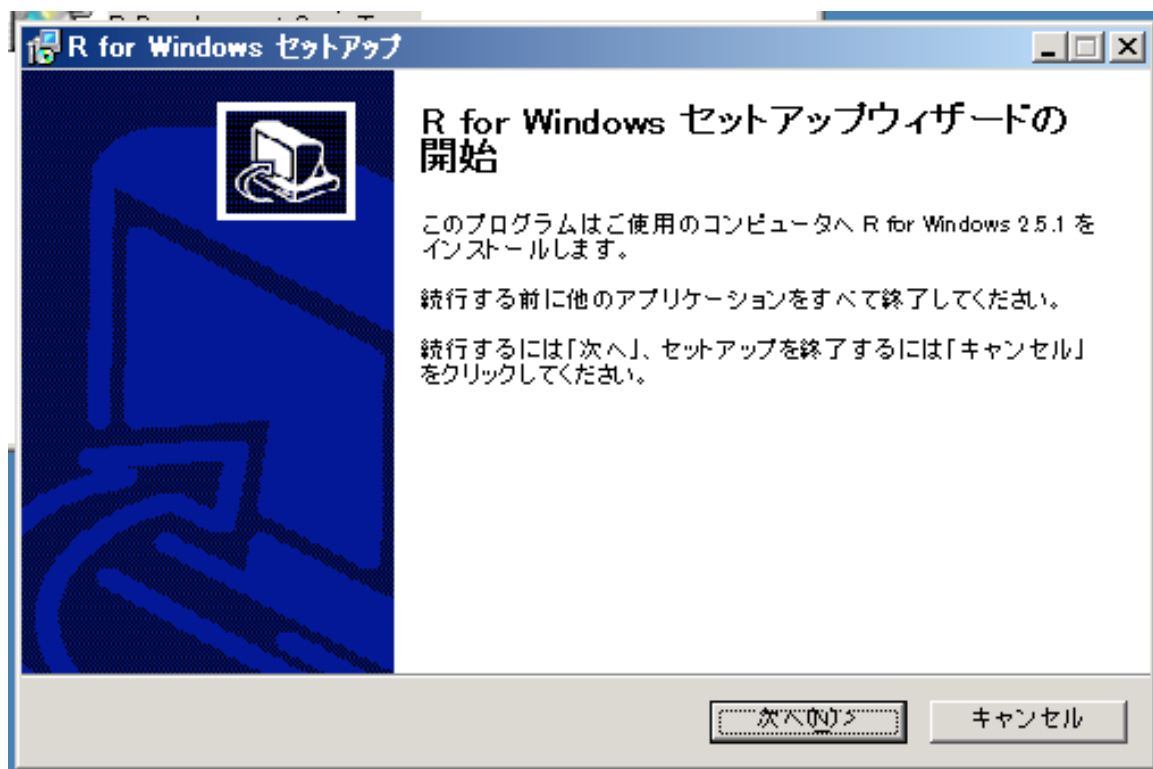 R for Windows セットアップ
R for Windows セットアップウィザードの
開始
このプログラムはご使用のコンピュータへ R for Windows 2.5.1 を
インストールします。
続行する前に他のアプリケーションをすべて終了してください。
続行するには「次へ」、セットアップを終了するには「キャンセル」
をクリックしてください。
次へ(N)> キャンセル